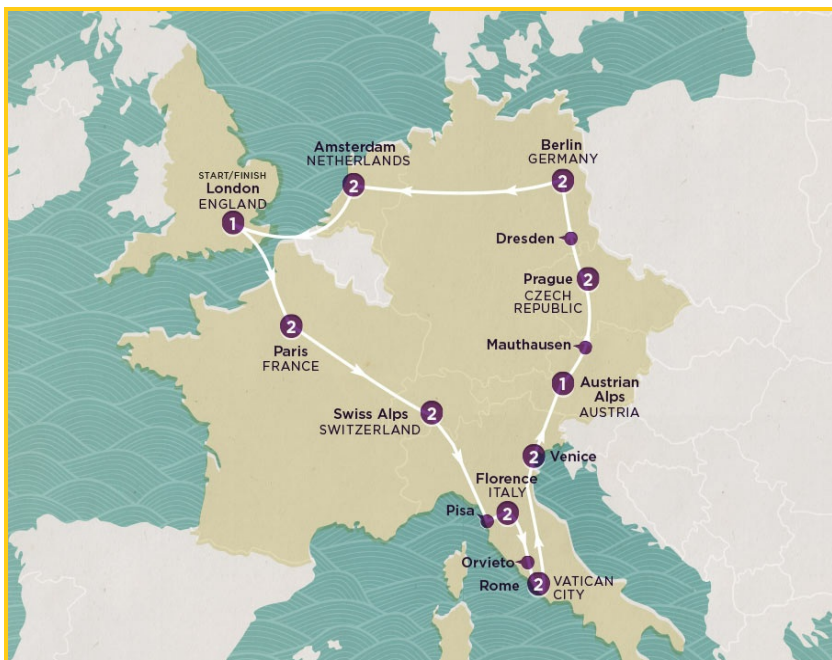 Amsterdam
NETHERLANDS
2
Berlin
GERMANY
2
START/FINISH
London
ENGLAND
1
Dresden
Prague
CZECH
REPUBLIC
2
2
Paris
FRANCE
Mauthausen
1
Austrian
Alps
AUSTRIA
Swiss Alps
SWITZERLAND
2
2
Venice
Florence
ITALY
2
Pisa
Orvieto
Rome
2
VATICAN
CITY